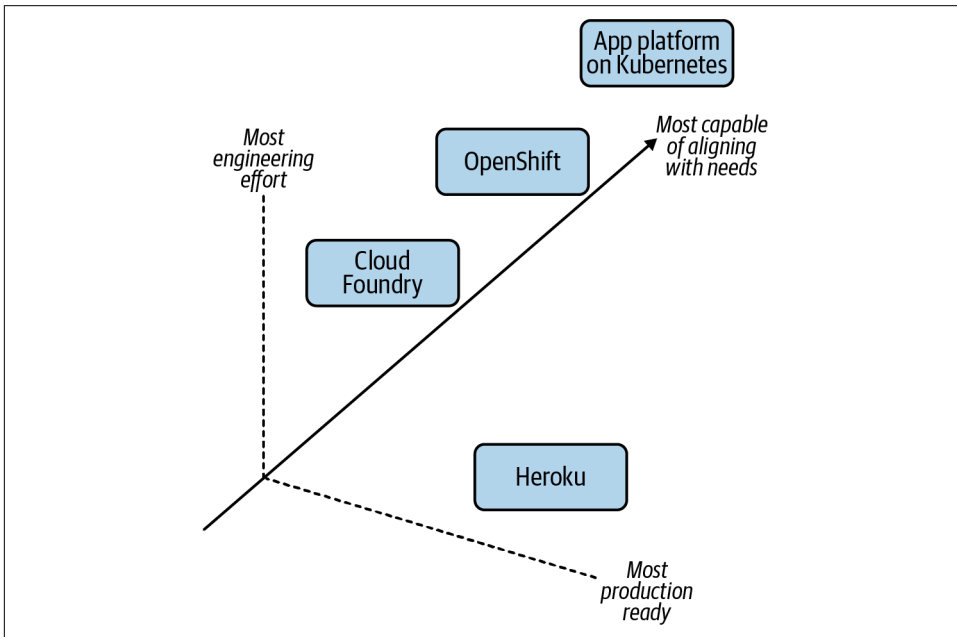 App platform
on Kubernetes
Most
engineering
effort
OpenShift
Most capable
of aligning
with needs
Cloud
Foundry
Heroku
Most
production
ready